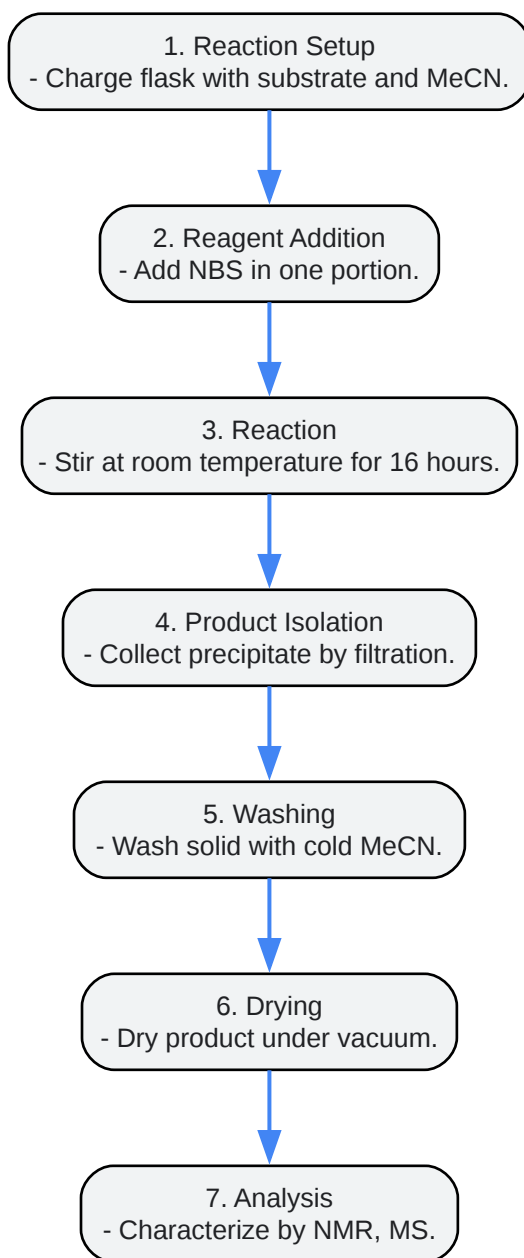 1. Reaction Setup
- Charge flask with substrate and MeCN.
2. Reagent Addition
- Add NBS in one portion.
3. Reaction
- Stir at room temperature for 16 hours.
4. Product Isolation
- Collect precipitate by filtration.
5. Washing
- Wash solid with cold MeCN.
6. Drying
- Dry product under vacuum.
7. Analysis
- Characterize by NMR, MS.